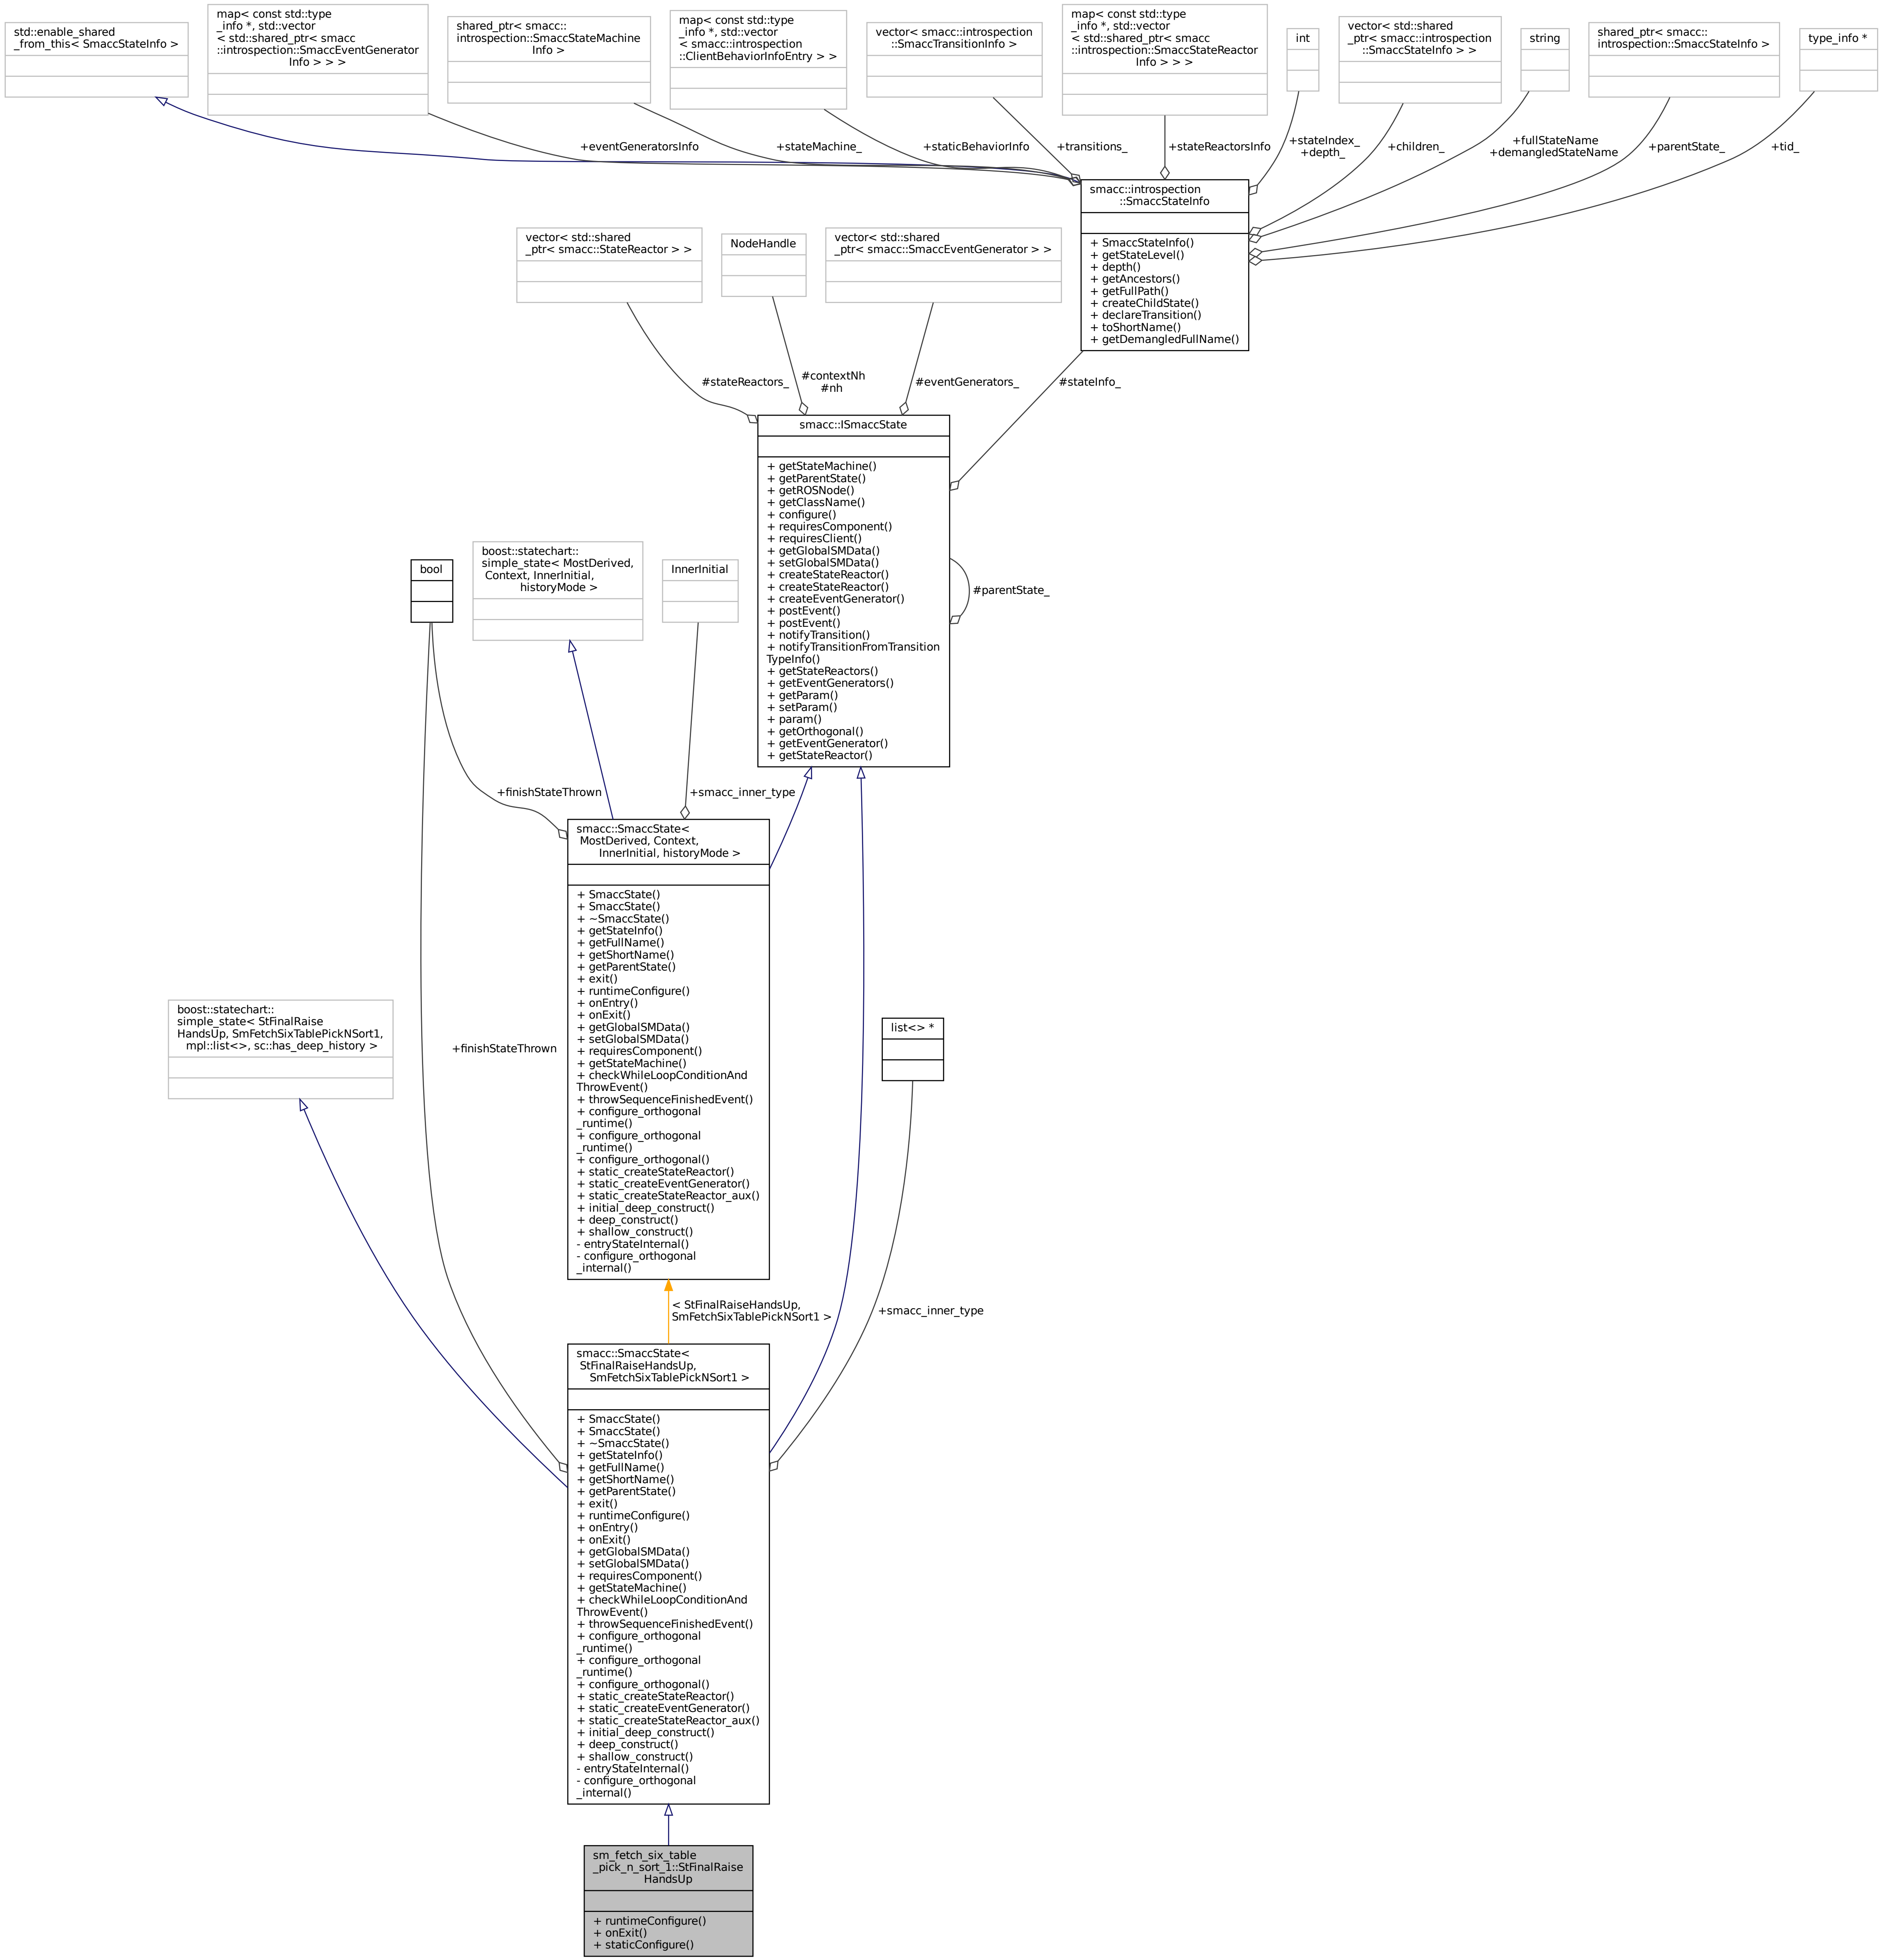 std::enable_shared
_from_this< SmaccStateInfo >
map< const std::type
_info *, std::vector
< std::shared_ptr< smacc
::introspection::SmaccEventGenerator
Info > > >
shared_ptr< smacc::
introspection::SmaccStateMachine
Info >
map< const std::type
_info *, std::vector
< smacc::introspection
::ClientBehaviorInfoEntry > >
vector< smacc::introspection
::SmaccTransitionInfo >
map< const std::type
_info *, std::vector
< std::shared_ptr< smacc
::introspection::SmaccStateReactor
Info > > >
int
vector< std::shared
_ptr< smacc::introspection
::SmaccStateInfo > >
string
shared_ptr< smacc::
introspection::SmaccStateInfo >
type_info *
+eventGeneratorsInfo
+stateMachine_
+staticBehaviorInfo
+transitions_
+stateReactorsInfo
+stateIndex_
+depth_
+children_
+fullStateName
+demangledStateName
+parentState_
+tid_
smacc::introspection
::SmaccStateInfo
+ SmaccStateInfo()
+ getStateLevel()
+ depth()
+ getAncestors()
+ getFullPath()
+ createChildState()
+ declareTransition()
+ toShortName()
+ getDemangledFullName()
vector< std::shared
_ptr< smacc::StateReactor > >
NodeHandle
vector< std::shared
_ptr< smacc::SmaccEventGenerator > >
#stateReactors_
#contextNh
#nh
#eventGenerators_
#stateInfo_
smacc::ISmaccState
+ getStateMachine()
+ getParentState()
+ getROSNode()
+ getClassName()
+ configure()
+ requiresComponent()
+ requiresClient()
+ getGlobalSMData()
+ setGlobalSMData()
+ createStateReactor()
+ createStateReactor()
+ createEventGenerator()
+ postEvent()
+ postEvent()
+ notifyTransition()
+ notifyTransitionFromTransition
TypeInfo()
+ getStateReactors()
+ getEventGenerators()
+ getParam()
+ setParam()
+ param()
+ getOrthogonal()
+ getEventGenerator()
+ getStateReactor()
#parentState_
bool
boost::statechart::
simple_state< MostDerived,
Context, InnerInitial,
historyMode >
InnerInitial
+finishStateThrown
+smacc_inner_type
smacc::SmaccState<
MostDerived, Context,
InnerInitial, historyMode >
+ SmaccState()
+ SmaccState()
+ ~SmaccState()
+ getStateInfo()
+ getFullName()
+ getShortName()
+ getParentState()
+ exit()
+ runtimeConfigure()
+ onEntry()
+ onExit()
+ getGlobalSMData()
+ setGlobalSMData()
+ requiresComponent()
+ getStateMachine()
+ checkWhileLoopConditionAnd
ThrowEvent()
+ throwSequenceFinishedEvent()
+ configure_orthogonal
_runtime()
+ configure_orthogonal
_runtime()
+ configure_orthogonal()
+ static_createStateReactor()
+ static_createEventGenerator()
+ static_createStateReactor_aux()
+ initial_deep_construct()
+ deep_construct()
+ shallow_construct()
- entryStateInternal()
- configure_orthogonal
_internal()
boost::statechart::
simple_state< StFinalRaise
HandsUp, SmFetchSixTablePickNSort1,
mpl::list<>, sc::has_deep_history >
+finishStateThrown
list<> *
< StFinalRaiseHandsUp,
SmFetchSixTablePickNSort1 >
+smacc_inner_type
smacc::SmaccState<
StFinalRaiseHandsUp,
SmFetchSixTablePickNSort1 >
+ SmaccState()
+ SmaccState()
+ ~SmaccState()
+ getStateInfo()
+ getFullName()
+ getShortName()
+ getParentState()
+ exit()
+ runtimeConfigure()
+ onEntry()
+ onExit()
+ getGlobalSMData()
+ setGlobalSMData()
+ requiresComponent()
+ getStateMachine()
+ checkWhileLoopConditionAnd
ThrowEvent()
+ throwSequenceFinishedEvent()
+ configure_orthogonal
_runtime()
+ configure_orthogonal
_runtime()
+ configure_orthogonal()
+ static_createStateReactor()
+ static_createEventGenerator()
+ static_createStateReactor_aux()
+ initial_deep_construct()
+ deep_construct()
+ shallow_construct()
- entryStateInternal()
- configure_orthogonal
_internal()
sm_fetch_six_table
_pick_n_sort_1::StFinalRaise
HandsUp
+ runtimeConfigure()
+ onExit()
+ staticConfigure()